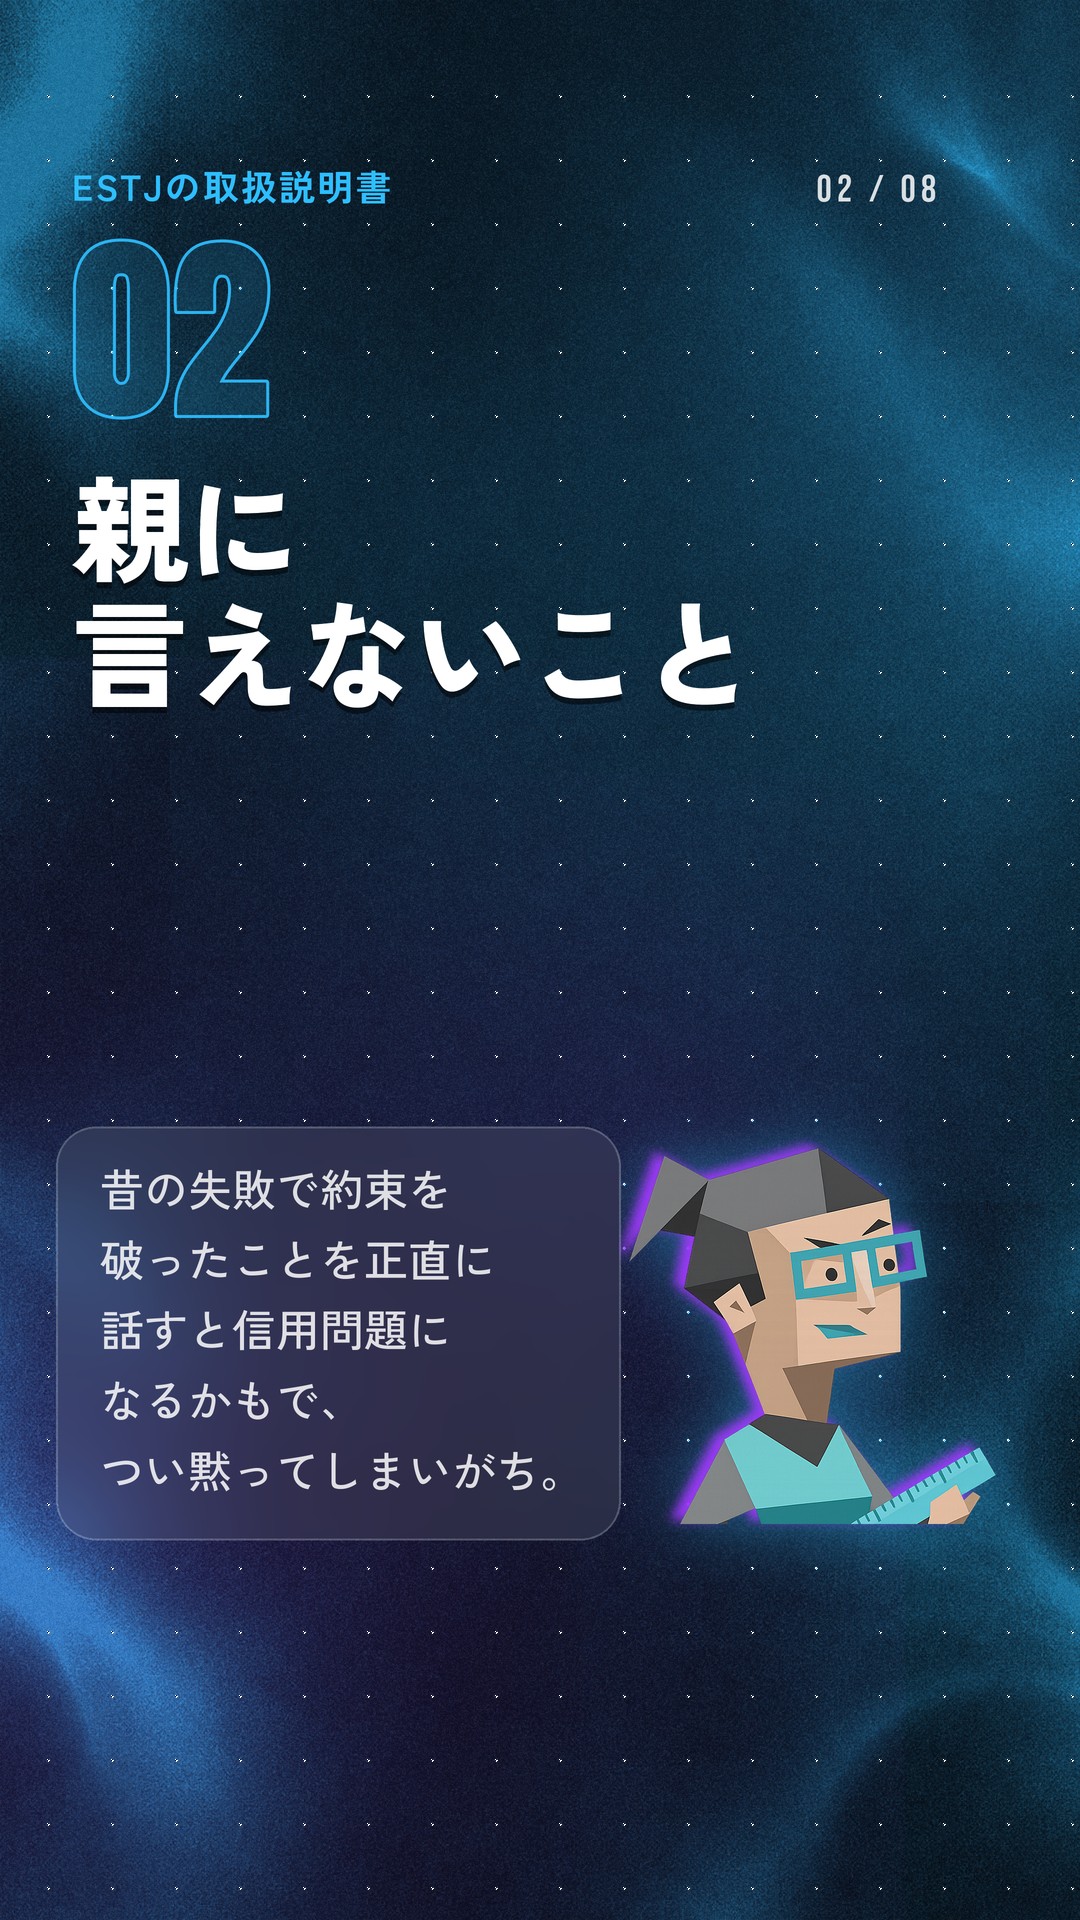 ESTJの取扱説明書
02 / 08
02
親に
言えないこと
昔の失敗で約束を
破ったことを正直に
話すと信用問題に
なるかもで、
つい黙ってしまいがち。